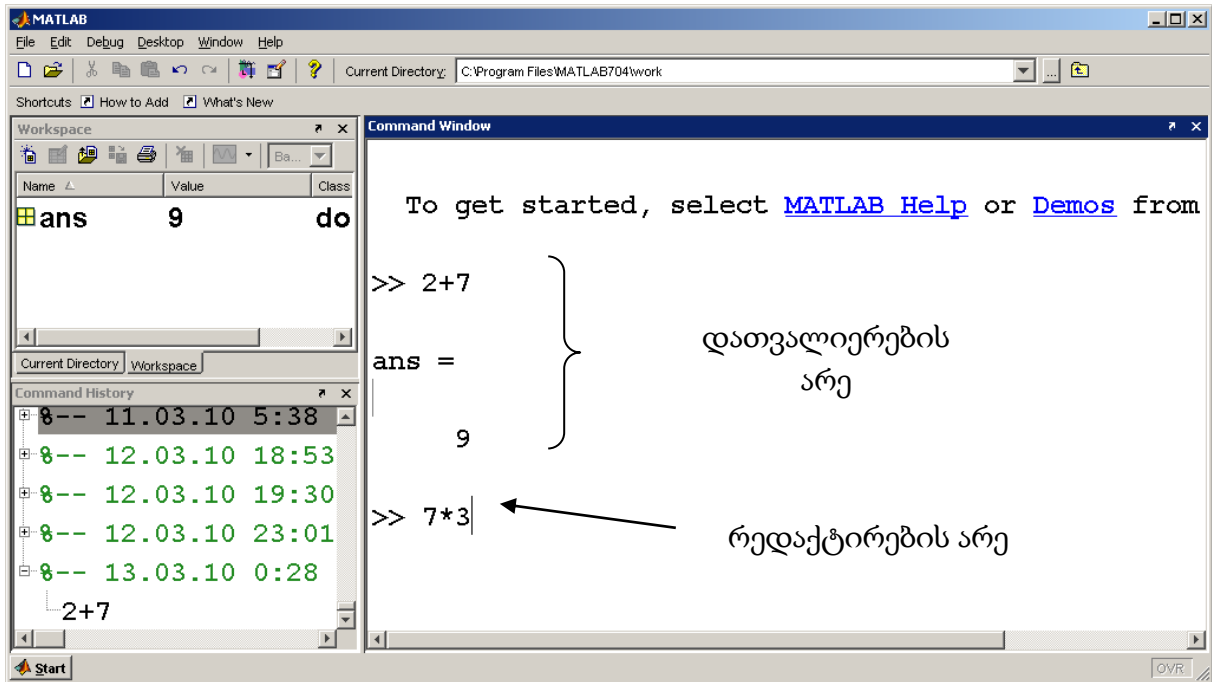 MATLAB
File Edit Debug Desktop Window Help
Current Directory: C:\Program Files\MATLAB704\work ...
Shortcuts How to Add What's New
Workspace
Ba...
Name Value Class
ans 9 do
Current Directory Workspace
Command History
%-- 11.03.10 5:38
%-- 12.03.10 18:53
%-- 12.03.10 19:30
%-- 12.03.10 23:01
%-- 13.03.10 0:28
2+7
Command Window
To get started, select MATLAB Help or Demos from
>> 2+7
ans =
9
დათვალიერების
არე
>> 7*3
რედაქტირების არე
Start
OVR